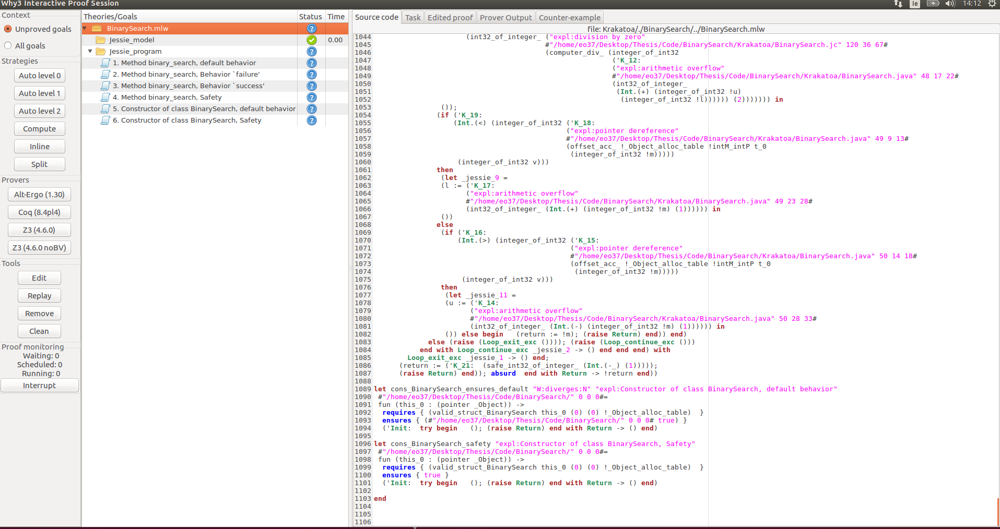 Why3 Interactive Proof Session
le
14:12
Context
Unproved goals
All goals
Strategies
Auto level 0
Auto level 1
Auto level 2
Compute
Inline
Split
Provers
Alt-Ergo (1.30)
Coq (8.4pl4)
Z3 (4.6.0)
Z3 (4.6.0 noBV)
Tools
Edit
Replay
Remove
Clean
Proof monitoring
Waiting: 0
Scheduled: 0
Running: 0
Interrupt
Theories/Goals Status Time
BinarySearch.mlw
Jessie_model 0.00
Jessie_program
1. Method binary_search, default behavior
2. Method binary_search, Behavior `failure'
3. Method binary_search, Behavior `success'
4. Method binary_search, Safety
5. Constructor of class BinarySearch, default behavior
6. Constructor of class BinarySearch, Safety
Source code Task Edited proof Prover Output Counter-example
file: Krakatoa/./BinarySearch/../BinarySearch.mlw
1044 (int32_of_integer_ ("expl:division by zero"
1045 #"/home/eo37/Desktop/Thesis/Code/BinarySearch/Krakatoa/BinarySearch.jc" 120 36 67#
1046 (computer_div_ (integer_of_int32
1047 ('K_12:
1048 ("expl:arithmetic overflow"
1049 #"/home/eo37/Desktop/Thesis/Code/BinarySearch/Krakatoa/BinarySearch.java" 48 17 22#
1050 (int32_of_integer_
1051 (Int.(+) (integer_of_int32 !u)
1052 (integer_of_int32 !l)))))) (2))))))) in
1053 ());
1054 (if ('K_19:
1055 (Int.(<) (integer_of_int32 ('K_18:
1056 ("expl:pointer dereference"
1057 #"/home/eo37/Desktop/Thesis/Code/BinarySearch/Krakatoa/BinarySearch.java" 49 9 13#
1058 (offset_acc_ !_Object_alloc_table !intM_intP t_0
1059 (integer_of_int32 !m)))))
1060 (integer_of_int32 v)))
1061 then
1062 (let _jessie_9 =
1063 (l := ('K_17:
1064 ("expl:arithmetic overflow"
1065 #"/home/eo37/Desktop/Thesis/Code/BinarySearch/Krakatoa/BinarySearch.java" 49 23 28#
1066 (int32_of_integer_ (Int.(+) (integer_of_int32 !m) (1)))))) in
1067 ())
1068 else
1069 (if ('K_16:
1070 (Int.(>) (integer_of_int32 ('K_15:
1071 ("expl:pointer dereference"
1072 #"/home/eo37/Desktop/Thesis/Code/BinarySearch/Krakatoa/BinarySearch.java" 50 14 18#
1073 (offset_acc_ !_Object_alloc_table !intM_intP t_0
1074 (integer_of_int32 !m)))))
1075 (integer_of_int32 v)))
1076 then
1077 (let _jessie_11 =
1078 (u := ('K_14:
1079 ("expl:arithmetic overflow"
1080 #"/home/eo37/Desktop/Thesis/Code/BinarySearch/Krakatoa/BinarySearch.java" 50 28 33#
1081 (int32_of_integer_ (Int.(-) (integer_of_int32 !m) (1)))))) in
1082 ()) else begin (return := !m); (raise Return) end)) end)
1083 else (raise (Loop_exit_exc ()))); (raise (Loop_continue_exc ()))
1084 end with Loop_continue_exc _jessie_2 -> () end end end) with
1085 Loop_exit_exc _jessie_1 -> () end;
1086 (return := ('K_21: (safe_int32_of_integer_ (Int.(-_) (1)))));
1087 (raise Return) end)); absurd end with Return -> !return end))
1088
1089 let cons_BinarySearch_ensures_default "W:diverges:N" "expl:Constructor of class BinarySearch, default behavior"
1090 #"/home/eo37/Desktop/Thesis/Code/BinarySearch/" 0 0 0#=
1091 fun (this_0 : (pointer _Object)) ->
1092 requires { (valid_struct_BinarySearch this_0 (0) (0) !_Object_alloc_table) }
1093 ensures { (#"/home/eo37/Desktop/Thesis/Code/BinarySearch/" 0 0 0# true) }
1094 ('Init: try begin (); (raise Return) end with Return -> () end)
1095
1096 let cons_BinarySearch_safety "expl:Constructor of class BinarySearch, Safety"
1097 #"/home/eo37/Desktop/Thesis/Code/BinarySearch/" 0 0 0#=
1098 fun (this_0 : (pointer _Object)) ->
1099 requires { (valid_struct_BinarySearch this_0 (0) (0) !_Object_alloc_table) }
1100 ensures { true }
1101 ('Init: try begin (); (raise Return) end with Return -> () end)
1102
1103 end
1104
1105
1106